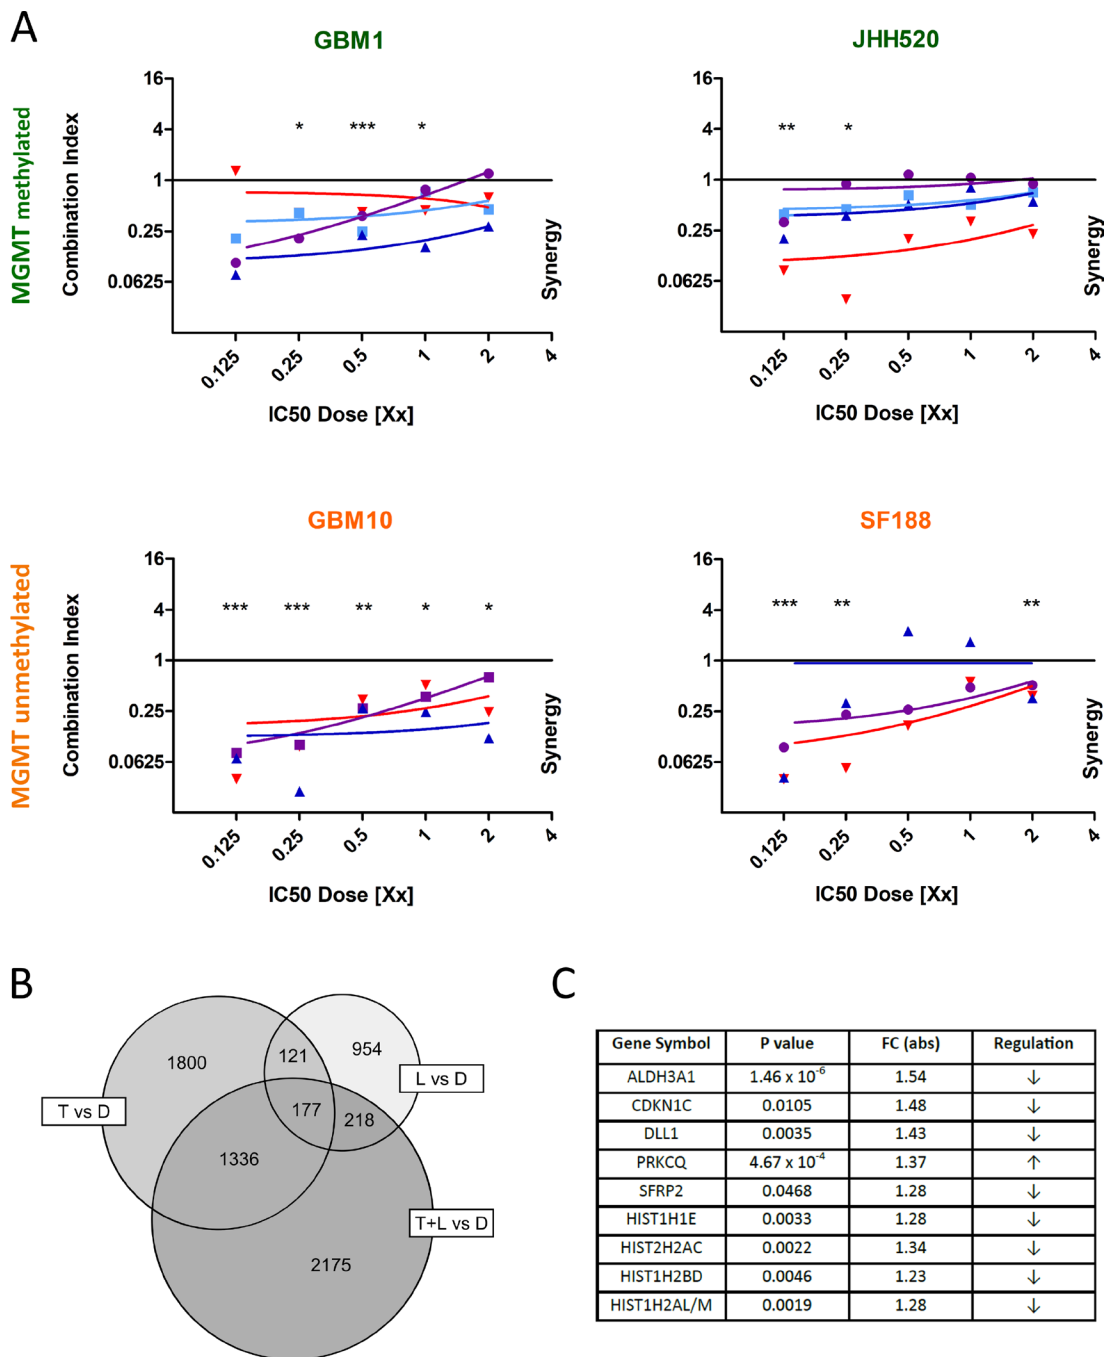 A
GBM1
JHH520
MGMT methylated
Combination Index
16
4
1
0.25
0.0625
* *** *
Synergy
0.125 0.25 0.5 1 2 4
IC50 Dose [Xx]
16
4
1
0.25
0.0625
** *
Synergy
0.125 0.25 0.5 1 2 4
IC50 Dose [Xx]
GBM10
SF188
MGMT unmethylated
Combination Index
16
4
1
0.25
0.0625
*** *** ** * *
Synergy
0.125 0.25 0.5 1 2 4
IC50 Dose [Xx]
16
4
1
0.25
0.0625
*** ** **
Synergy
0.125 0.25 0.5 1 2 4
IC50 Dose [Xx]
B
1800
121
954
L vs D
T vs D
177
218
1336
T+L vs D
2175
C
Gene Symbol P value FC (abs) Regulation
ALDH3A1 1.46 x 10⁻⁶ 1.54 ↓
CDKN1C 0.0105 1.48 ↓
DLL1 0.0035 1.43 ↓
PRKCQ 4.67 x 10⁻⁴ 1.37 ↑
SFRP2 0.0468 1.28 ↓
HIST1H1E 0.0033 1.28 ↓
HIST2H2AC 0.0022 1.34 ↓
HIST1H2BD 0.0046 1.23 ↓
HIST1H2AL/M 0.0019 1.28 ↓